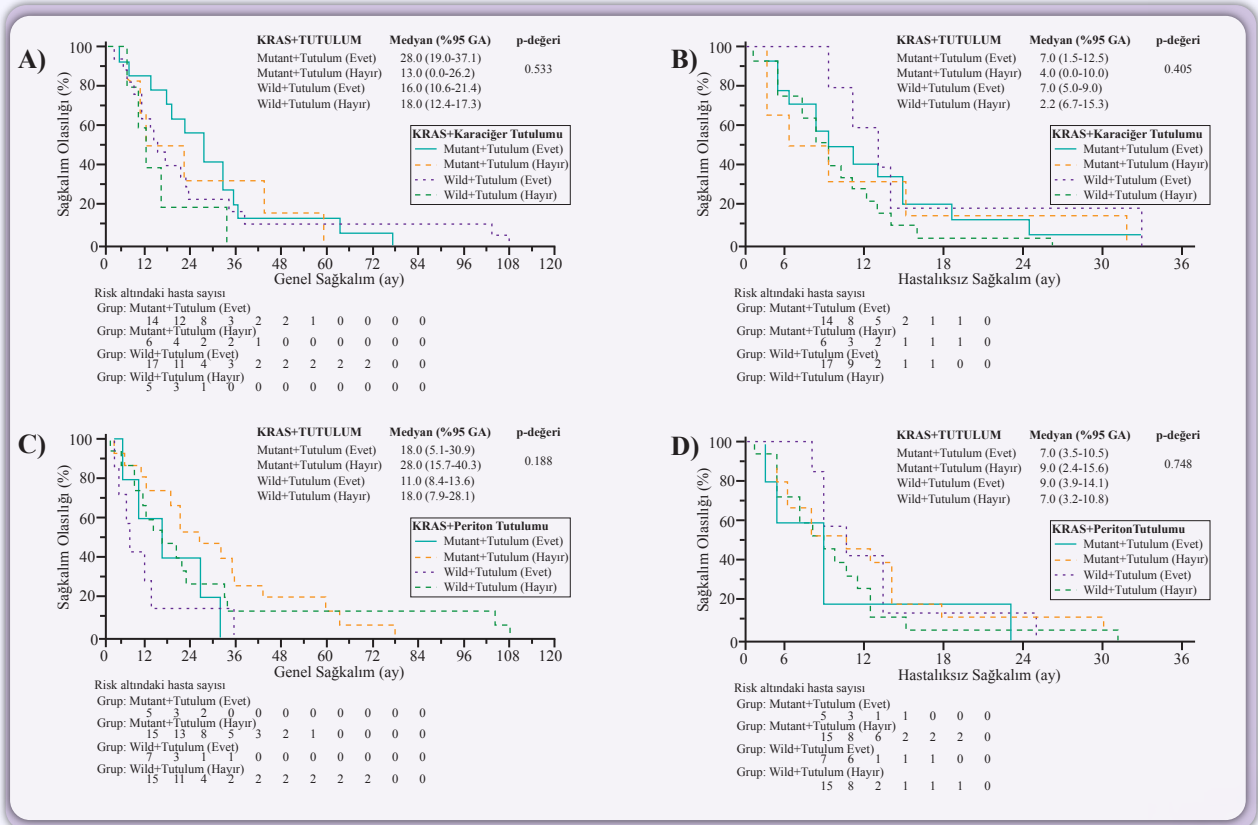 A)
KRAS+TUTULUM Medyan (%95 GA) p-değeri
Mutant+Tutulum (Evet) 28.0 (19.0-37.1)
Mutant+Tutulum (Hayır) 13.0 (0.0-26.2)
Wild+Tutulum (Evet) 16.0 (10.6-21.4)
Wild+Tutulum (Hayır) 18.0 (12.4-17.3)
0.533
KRAS+Karaciğer Tutulumu
Mutant+Tutulum (Evet)
Mutant+Tutulum (Hayır)
Wild+Tutulum (Evet)
Wild+Tutulum (Hayır)
Sağkalım Olasılığı (%)
100
80
60
40
20
0
0 12 24 36 48 60 72 84 96 108 120
Genel Sağkalım (ay)
Risk altındaki hasta sayısı
Grup: Mutant+Tutulum (Evet)
14 12 8 3 2 2 1 0 0 0 0
Grup: Mutant+Tutulum (Hayır)
6 4 2 2 1 0 0 0 0 0 0
Grup: Wild+Tutulum (Evet)
17 11 4 3 2 2 2 2 2 0 0
Grup: Wild+Tutulum (Hayır)
5 3 1 0 0 0 0 0 0 0 0
B)
KRAS+TUTULUM Medyan (%95 GA) p-değeri
Mutant+Tutulum (Evet) 7.0 (1.5-12.5)
Mutant+Tutulum (Hayır) 4.0 (0.0-10.0)
Wild+Tutulum (Evet) 7.0 (5.0-9.0)
Wild+Tutulum (Hayır) 2.2 (6.7-15.3)
0.405
KRAS+Karaciğer Tutulumu
Mutant+Tutulum (Evet)
Mutant+Tutulum (Hayır)
Wild+Tutulum (Evet)
Wild+Tutulum (Hayır)
Sağkalım Olasılığı (%)
100
80
60
40
20
0
0 6 12 24 30 36
Hastalıksız Sağkalım (ay)
Risk altındaki hasta sayısı
Grup: Mutant+Tutulum (Evet)
14 8 5 2 1 1 0
Grup: Mutant+Tutulum (Hayır)
6 3 2 1 1 1 0
Grup: Wild+Tutulum (Evet)
17 9 2 1 1 0 0
Grup: Wild+Tutulum (Hayır)
C)
KRAS+TUTULUM Medyan (%95 GA) p-değeri
Mutant+Tutulum (Evet) 18.0 (5.1-30.9)
Mutant+Tutulum (Hayır) 28.0 (15.7-40.3)
Wild+Tutulum (Evet) 11.0 (8.4-13.6)
Wild+Tutulum (Hayır) 18.0 (7.9-28.1)
0.188
KRAS+Periton Tutulumu
Mutant+Tutulum (Evet)
Mutant+Tutulum (Hayır)
Wild+Tutulum (Evet)
Wild+Tutulum (Hayır)
Sağkalım Olasılığı (%)
100
80
60
40
20
0
0 12 24 36 48 60 72 84 96 108 120
Genel Sağkalım (ay)
Risk altındaki hasta sayısı
Grup: Mutant+Tutulum (Evet)
5 3 2 0 0 0 0 0 0 0 0
Grup: Mutant+Tutulum (Hayır)
15 13 8 5 3 2 1 0 0 0 0
Grup: Wild+Tutulum (Evet)
7 3 1 1 0 0 0 0 0 0 0
Grup: Wild+Tutulum (Hayır)
15 11 4 2 2 2 2 2 2 0 0
D)
KRAS+TUTULUM Medyan (%95 GA) p-değeri
Mutant+Tutulum (Evet) 7.0 (3.5-10.5)
Mutant+Tutulum (Hayır) 9.0 (2.4-15.6)
Wild+Tutulum (Evet) 9.0 (3.9-14.1)
Wild+Tutulum (Hayır) 7.0 (3.2-10.8)
0.748
KRAS+PeritonTutulumu
Mutant+Tutulum (Evet)
Mutant+Tutulum (Hayır)
Wild+Tutulum (Evet)
Wild+Tutulum (Hayır)
Sağkalım Olasılığı (%)
100
80
60
40
20
0
0 6 12 24 30 36
Hastalıksız Sağkalım (ay)
Risk altındaki hasta sayısı
Grup: Mutant+Tutulum (Evet)
5 3 1 1 0 0 0
Grup: Mutant+Tutulum (Hayır)
15 8 6 2 2 2 0
Grup: Wild+Tutulum Evet)
7 6 1 1 1 0 0
Grup: Wild+Tutulum (Hayır)
15 8 2 1 1 1 0